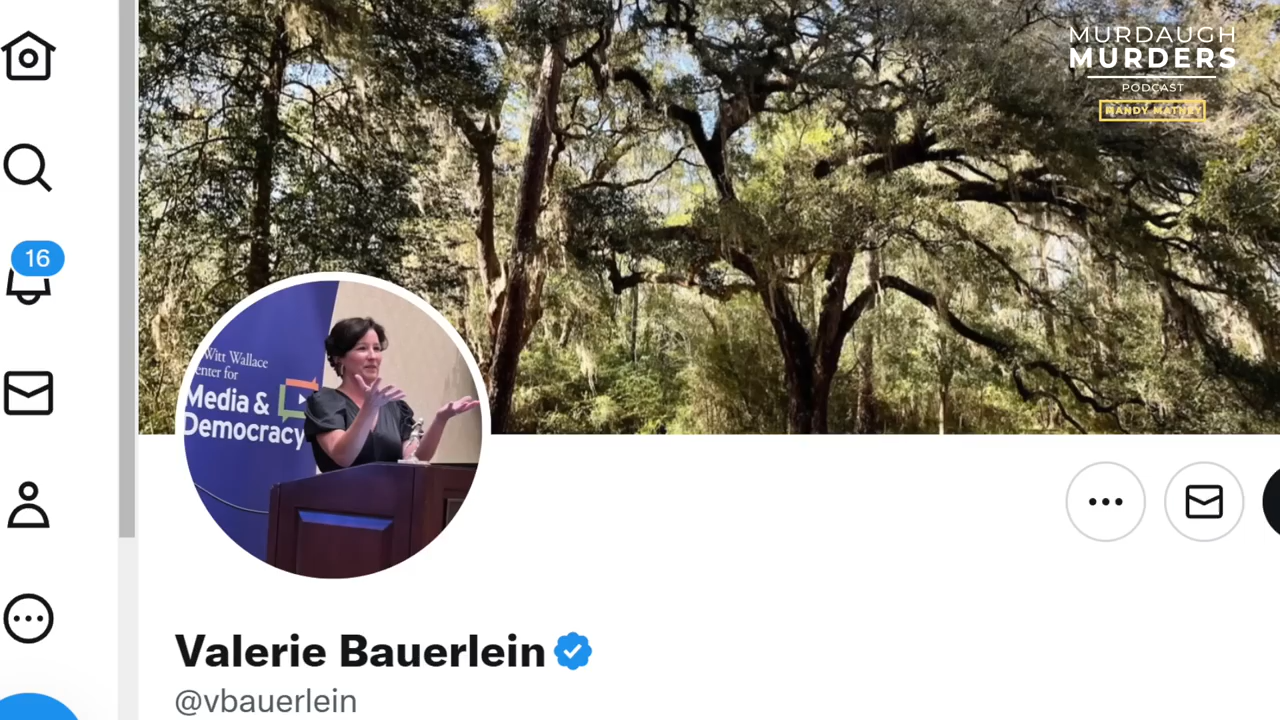 MURDAUGH
MURDERS
PODCAST
MANDY MATNEY
16
Witt Wallace
enter for
Media &
Democracy
Valerie Bauerlein
@vbauerlein